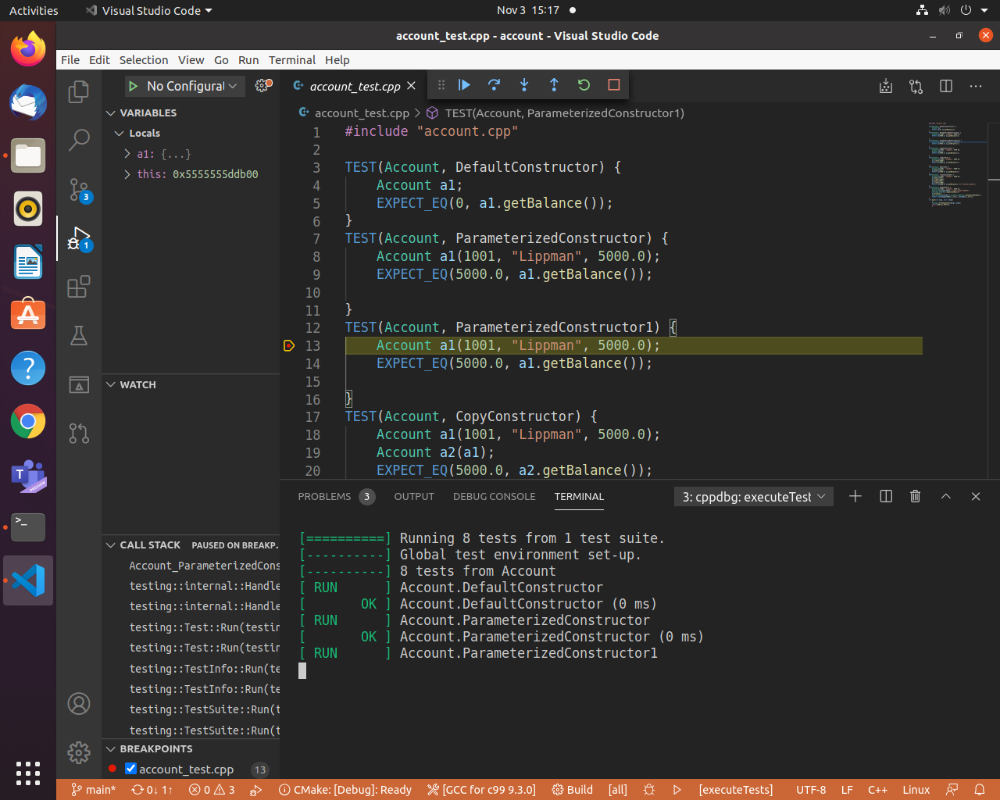 Activities
Visual Studio Code
Nov 3 15:17
account_test.cpp - account - Visual Studio Code
File Edit Selection View Go Run Terminal Help
No Configurat
account_test.cpp
VARIABLES
Locals
a1: {...}
this: 0x5555555ddb00
WATCH
CALL STACK PAUSED ON BREAKP.
Account_ParameterizedCons
testing::internal::Handle
testing::internal::Handle
testing::Test::Run(testin
testing::Test::Run(testin
testing::TestInfo::Run(te
testing::TestInfo::Run(te
testing::TestSuite::Run(t
testing::TestSuite::Run(t
BREAKPOINTS
account_test.cpp 13
3
1
account_test.cpp > TEST(Account, ParameterizedConstructor1)
1 #include "account.cpp"
2
3 TEST(Account, DefaultConstructor) {
4 Account a1;
5 EXPECT_EQ(0, a1.getBalance());
6 }
7 TEST(Account, ParameterizedConstructor) {
8 Account a1(1001, "Lippman", 5000.0);
9 EXPECT_EQ(5000.0, a1.getBalance());
10
11 }
12 TEST(Account, ParameterizedConstructor1) {
13 Account a1(1001, "Lippman", 5000.0);
14 EXPECT_EQ(5000.0, a1.getBalance());
15
16 }
17 TEST(Account, CopyConstructor) {
18 Account a1(1001, "Lippman", 5000.0);
19 Account a2(a1);
20 EXPECT_EQ(5000.0, a2.getBalance());
PROBLEMS 3 OUTPUT DEBUG CONSOLE TERMINAL 3: cppdbg: executeTest
[==========] Running 8 tests from 1 test suite.
[----------] Global test environment set-up.
[----------] 8 tests from Account
[ RUN      ] Account.DefaultConstructor
[       OK ] Account.DefaultConstructor (0 ms)
[ RUN      ] Account.ParameterizedConstructor
[       OK ] Account.ParameterizedConstructor (0 ms)
[ RUN      ] Account.ParameterizedConstructor1
main* 0↓ 1↑ 0 3 CMake: [Debug]: Ready [GCC for c99 9.3.0] Build [all] [executeTests] UTF-8 LF C++ Linux